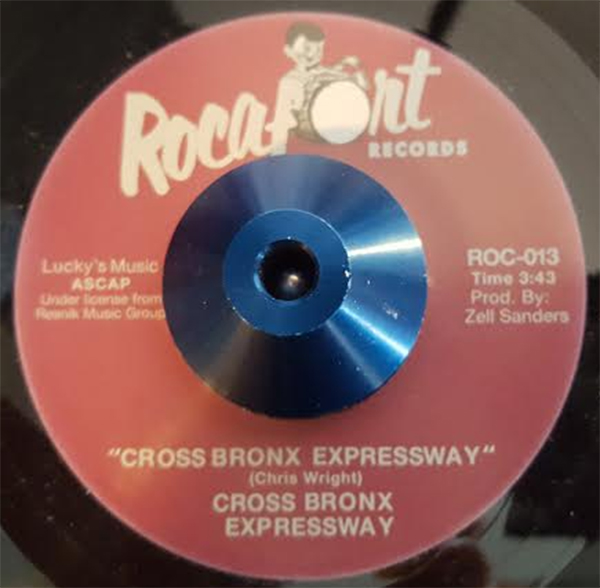 Rocafort
RECORDS
Lucky's Music
ASCAP
Under license from
Resnik Music Group
ROC-013
Time 3:43
Prod. By:
Zell Sanders
"CROSS BRONX EXPRESSWAY"
(Chris Wright)
CROSS BRONX
EXPRESSWAY